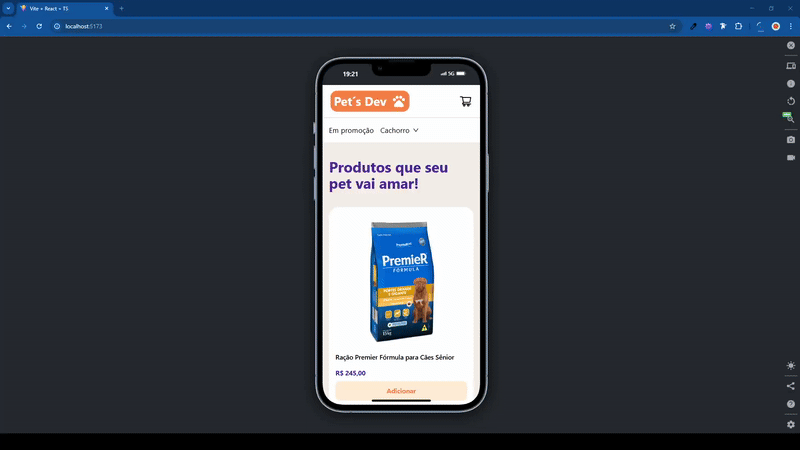 Vite + React + TS
localhost:5173
19:21
5G
Pet´s Dev
Em promoção
Cachorro
Produtos que seu
pet vai amar!
PremieR
FÓRMULA
Ração Premier Fórmula para Cães Sênior
R$ 245,00
Adicionar